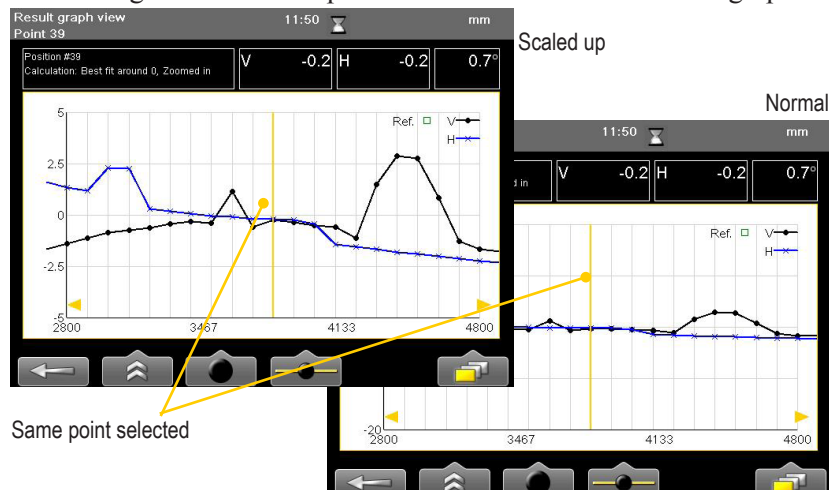 Result graph view
11:50
mm
Point 39
Position #39
Calculation: Best fit around 0, Zoomed in
V -0.2
H -0.2
0.7°
Scaled up
5
2.5
0
-2.5
-5
Ref.
V
H
2800
3467
4133
4800
Same point selected
Normal
11:50
mm
d in
V -0.2
H -0.2
0.7°
Ref.
V
H
-20
2800
3467
4133
4800